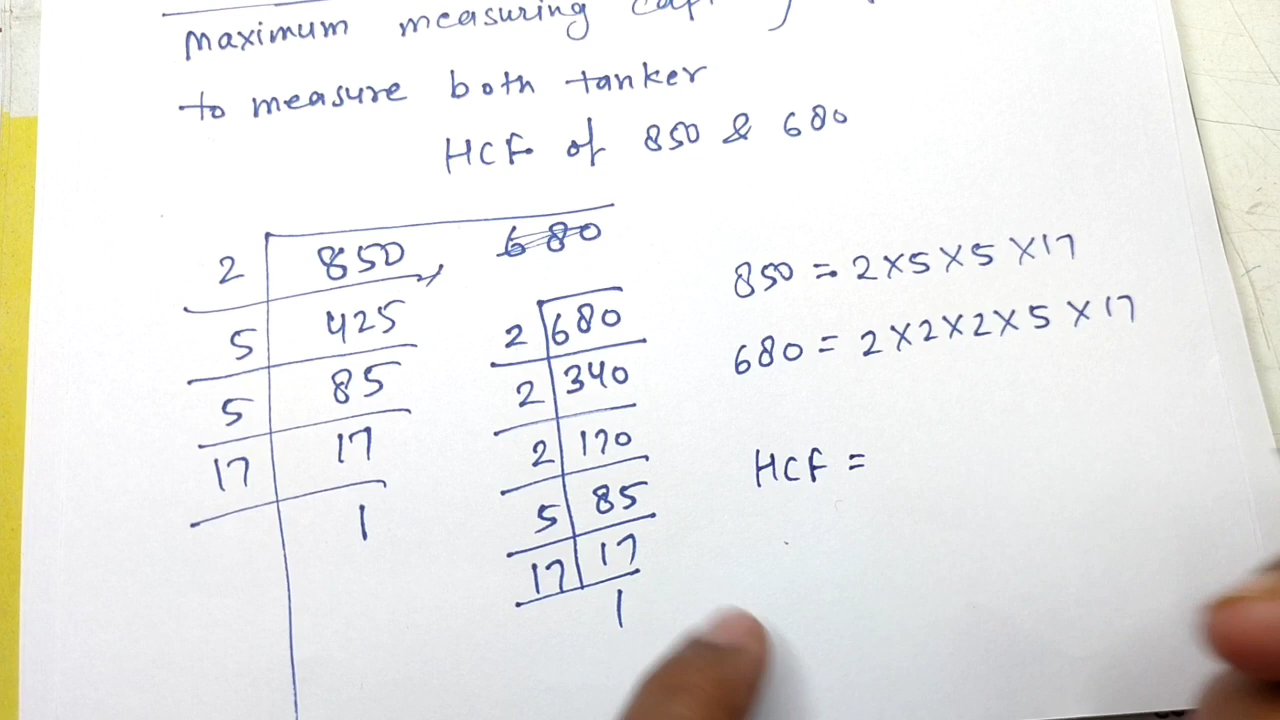 maximum measuring
to measure both tanker
HCF of 850 & 680
2 850 680
5 425
5 85
17 17
1
2 680
2 340
2 170
5 85
17 17
1
850 = 2×5×5×17
680 = 2×2×2×5×17
HCF =